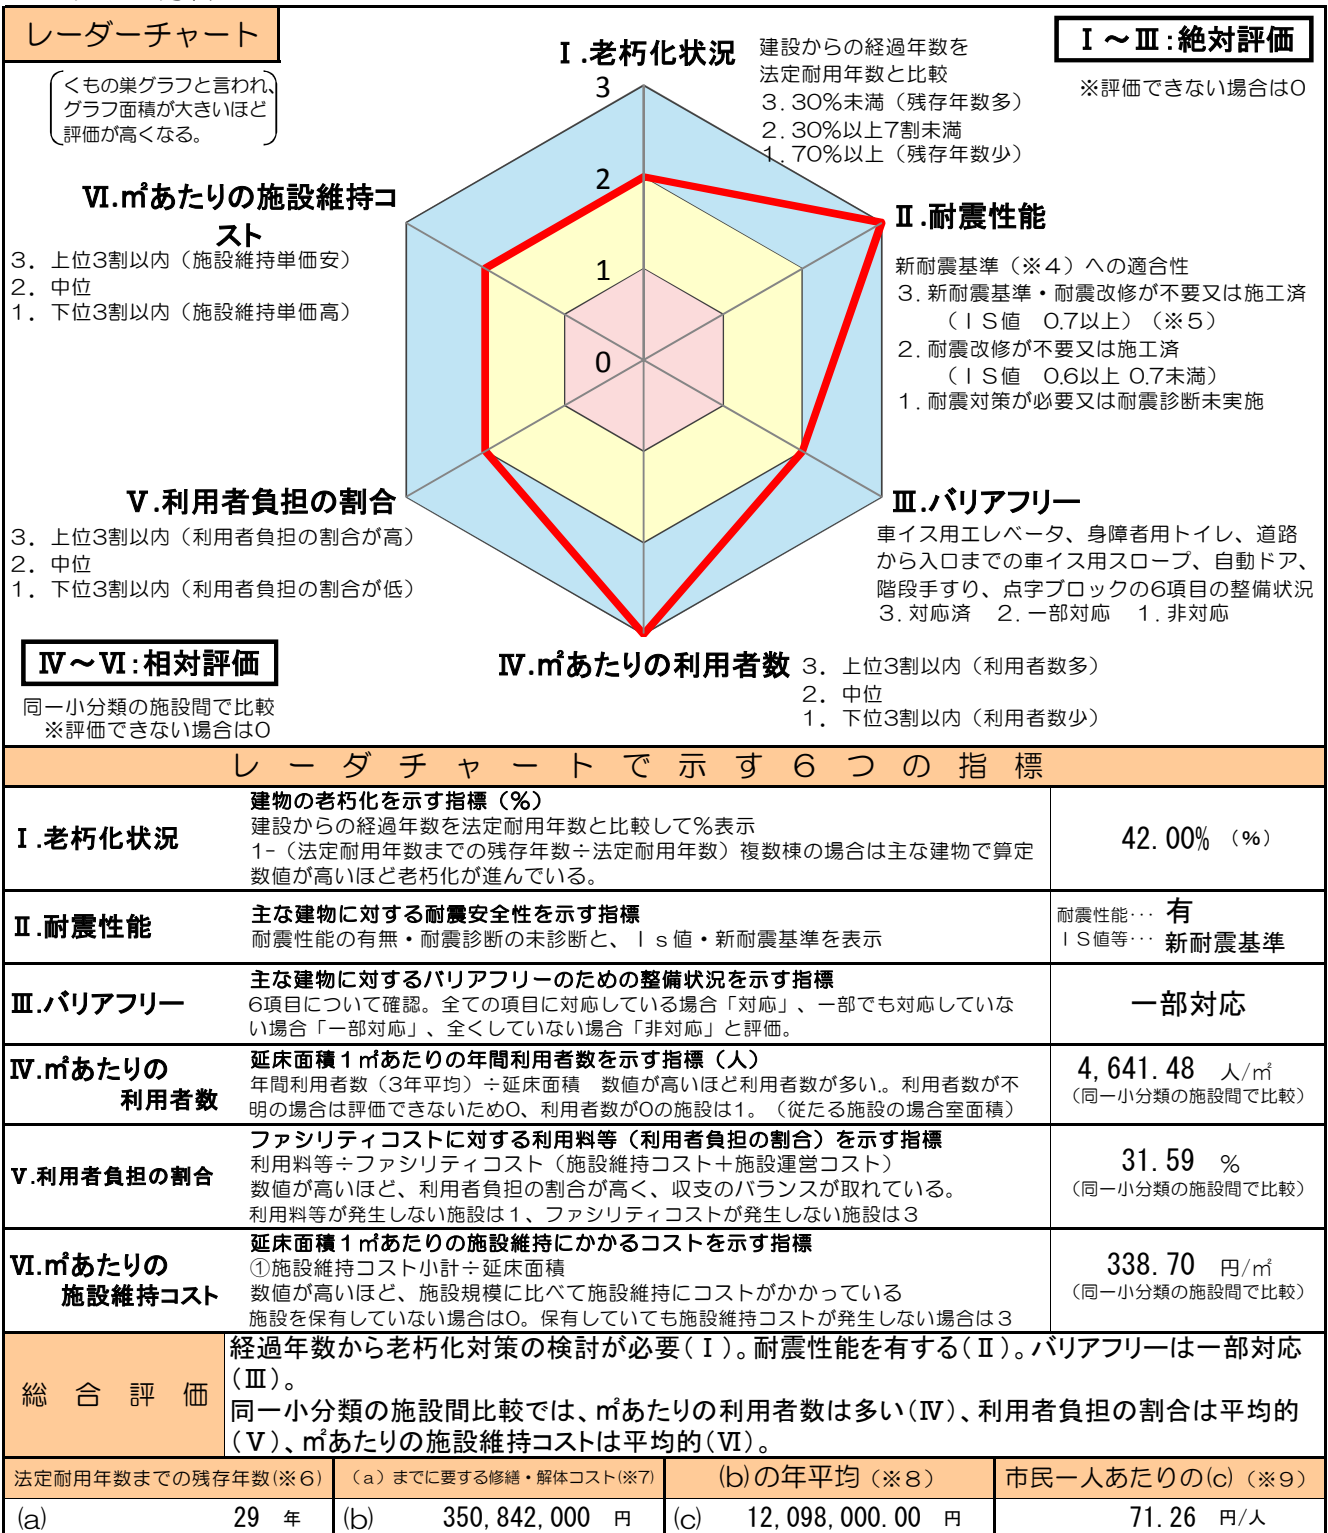 レーダーチャート
くもの巣グラフと言われ、
グラフ面積が大きいほど
評価が高くなる。
Ⅰ～Ⅲ:絶対評価
※評価できない場合は0
Ⅰ.老朽化状況
建設からの経過年数を
法定耐用年数と比較
3. 30%未満（残存年数多）
2. 30%以上7割未満
1. 70%以上（残存年数少）
3
2
1
0
Ⅱ.耐震性能
新耐震基準（※4）への適合性
3. 新耐震基準・耐震改修が不要又は施工済
（ＩＳ値　0.7以上）（※5）
2. 耐震改修が不要又は施工済
（ＩＳ値　0.6以上 0.7未満）
1. 耐震対策が必要又は耐震診断未実施
Ⅵ.㎡あたりの施設維持コ
スト
3. 上位3割以内（施設維持単価安）
2. 中位
1. 下位3割以内（施設維持単価高）
Ⅲ.バリアフリー
車イス用エレベータ、身障者用トイレ、道路
から入口までの車イス用スロープ、自動ドア、
階段手すり、点字ブロックの6項目の整備状況
3. 対応済　2. 一部対応　1. 非対応
Ⅴ.利用者負担の割合
3. 上位3割以内（利用者負担の割合が高）
2. 中位
1. 下位3割以内（利用者負担の割合が低）
Ⅳ.㎡あたりの利用者数
3. 上位3割以内（利用者数多）
2. 中位
1. 下位3割以内（利用者数少）
Ⅳ～Ⅵ:相対評価
同一小分類の施設間で比較
※評価できない場合は0
レーダチャートで示す6つの指標
Ⅰ.老朽化状況
建物の老朽化を示す指標（%）
建設からの経過年数を法定耐用年数と比較して%表示
1-（法定耐用年数までの残存年数÷法定耐用年数）複数棟の場合は主な建物で算定
数値が高いほど老朽化が進んでいる。
42.00%（%）
Ⅱ.耐震性能
主な建物に対する耐震安全性を示す指標
耐震性能の有無・耐震診断の未診断と、Ｉｓ値・新耐震基準を表示
耐震性能… 有
ＩＳ値等… 新耐震基準
Ⅲ.バリアフリー
主な建物に対するバリアフリーのための整備状況を示す指標
6項目について確認。全ての項目に対応している場合「対応」、一部でも対応していな
い場合「一部対応」、全くしていない場合「非対応」と評価。
一部対応
Ⅳ.㎡あたりの
利用者数
延床面積1㎡あたりの年間利用者数を示す指標（人）
年間利用者数（3年平均）÷延床面積　数値が高いほど利用者数が多い。利用者数が不
明の場合は評価できないため0、利用者数が0の施設は1。（従たる施設の場合室面積）
4,641.48 人/㎡
（同一小分類の施設間で比較）
Ⅴ.利用者負担の割合
ファシリティコストに対する利用料等（利用者負担の割合）を示す指標
利用料等÷ファシリティコスト（施設維持コスト＋施設運営コスト）
数値が高いほど、利用者負担の割合が高く、収支のバランスが取れている。
利用料等が発生しない施設は1、ファシリティコストが発生しない施設は3
31.59 %
（同一小分類の施設間で比較）
Ⅵ.㎡あたりの
施設維持コスト
延床面積1㎡あたりの施設維持にかかるコストを示す指標
①施設維持コスト小計÷延床面積
数値が高いほど、施設規模に比べて施設維持にコストがかかっている
施設を保有していない場合は0。保有していても施設維持コストが発生しない場合は3
338.70 円/㎡
（同一小分類の施設間で比較）
総合評価
経過年数から老朽化対策の検討が必要(Ⅰ)。耐震性能を有する(Ⅱ)。バリアフリーは一部対応
(Ⅲ)。
同一小分類の施設間比較では、㎡あたりの利用者数は多い(Ⅳ)、利用者負担の割合は平均的
(Ⅴ)、㎡あたりの施設維持コストは平均的(Ⅵ)。
法定耐用年数までの残存年数(※6)
（a）までに要する修繕・解体コスト(※7)
(b)の年平均（※8）
市民一人あたりの(c)（※9）
(a) 29 年
(b) 350,842,000 円
(c) 12,098,000.00 円
71.26 円/人